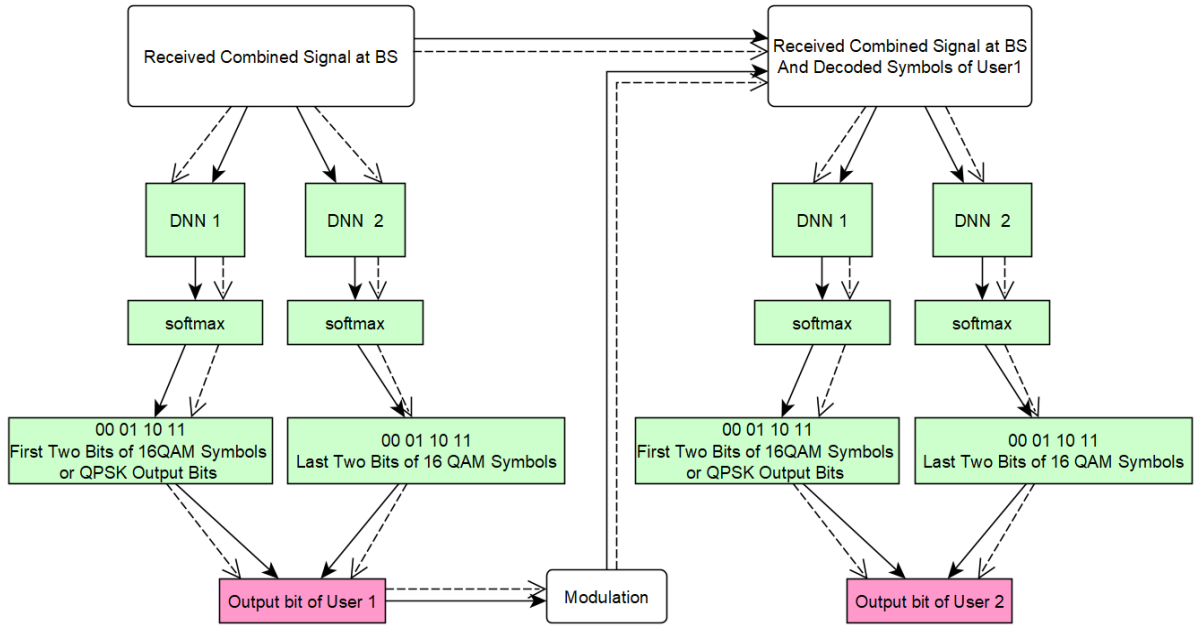 Received Combined Signal at BS
Received Combined Signal at BS
And Decoded Symbols of User1
DNN 1
DNN 2
DNN 1
DNN 2
softmax
softmax
softmax
softmax
00 01 10 11
First Two Bits of 16QAM Symbols
or QPSK Output Bits
00 01 10 11
Last Two Bits of 16 QAM Symbols
00 01 10 11
First Two Bits of 16QAM Symbols
or QPSK Output Bits
00 01 10 11
Last Two Bits of 16 QAM Symbols
Output bit of User 1
Modulation
Output bit of User 2